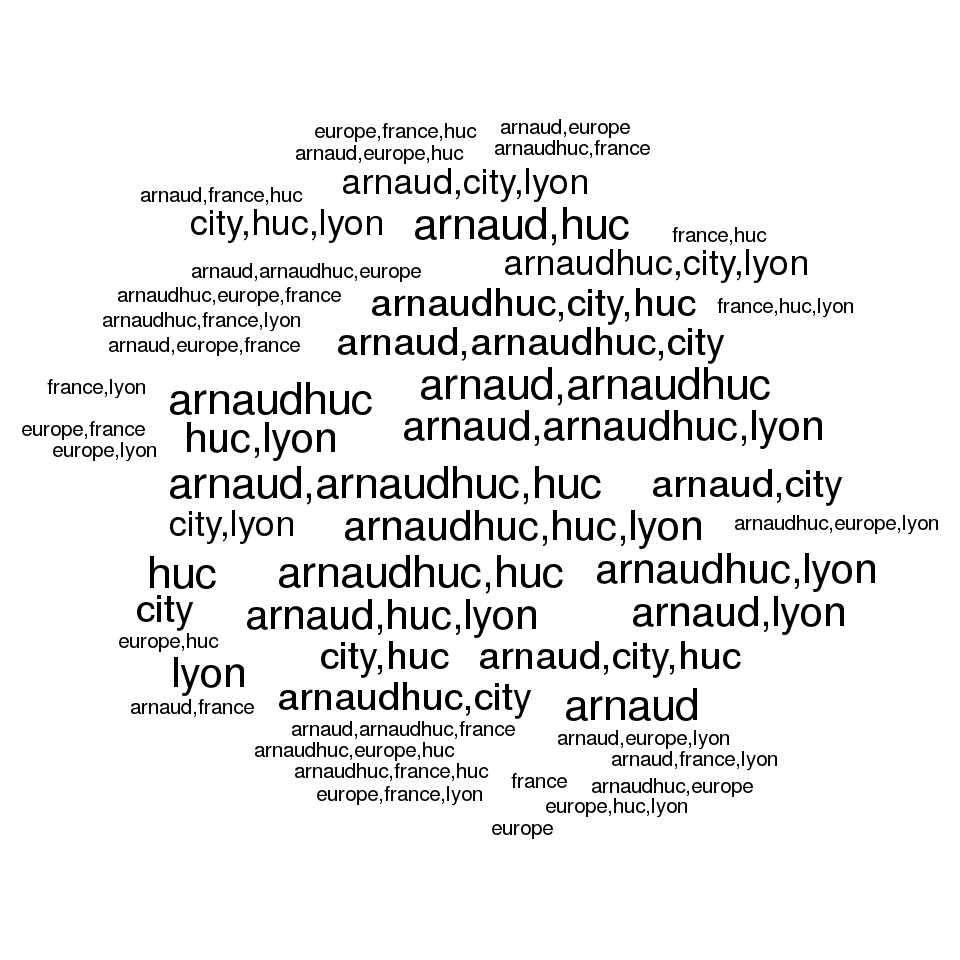 europe,france,huc arnaud,europe
arnaud,europe,huc arnaudhuc,france
arnaud,city,lyon
arnaud,france,huc
city,huc,lyon arnaud,huc
france,huc
arnaudhuc,city,lyon
arnaud,arnaudhuc,europe
arnaudhuc,europe,france
arnaudhuc,city,huc france,huc,lyon
arnaudhuc,france,lyon
arnaud,europe,france arnaud,arnaudhuc,city
france,lyon arnaudhuc arnaud,arnaudhuc
europe,france huc,lyon arnaud,arnaudhuc,lyon
europe,lyon
arnaud,arnaudhuc,huc arnaud,city
city,lyon arnaudhuc,huc,lyon arnaudhuc,europe,lyon
huc arnaudhuc,huc arnaudhuc,lyon
city arnaud,huc,lyon arnaud,lyon
europe,huc
city,huc arnaud,city,huc
lyon
arnaud,france arnaudhuc,city arnaud
arnaud,arnaudhuc,france
arnaud,europe,lyon
arnaudhuc,europe,huc
arnaud,france,lyon
arnaudhuc,france,huc
france arnaudhuc,europe
europe,france,lyon
europe,huc,lyon
europe